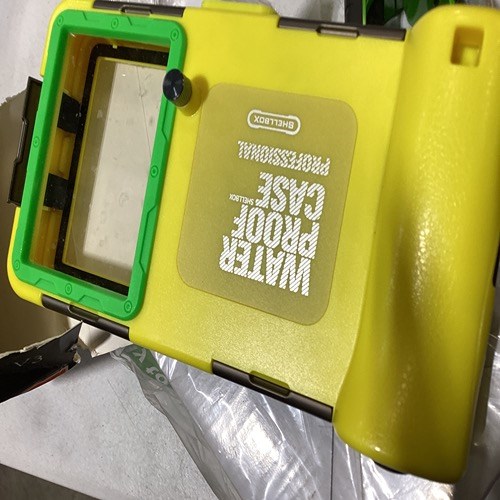 SHELLBOX
PROFESSIONAL
WATER
PROOF
CASE SHELLBOX